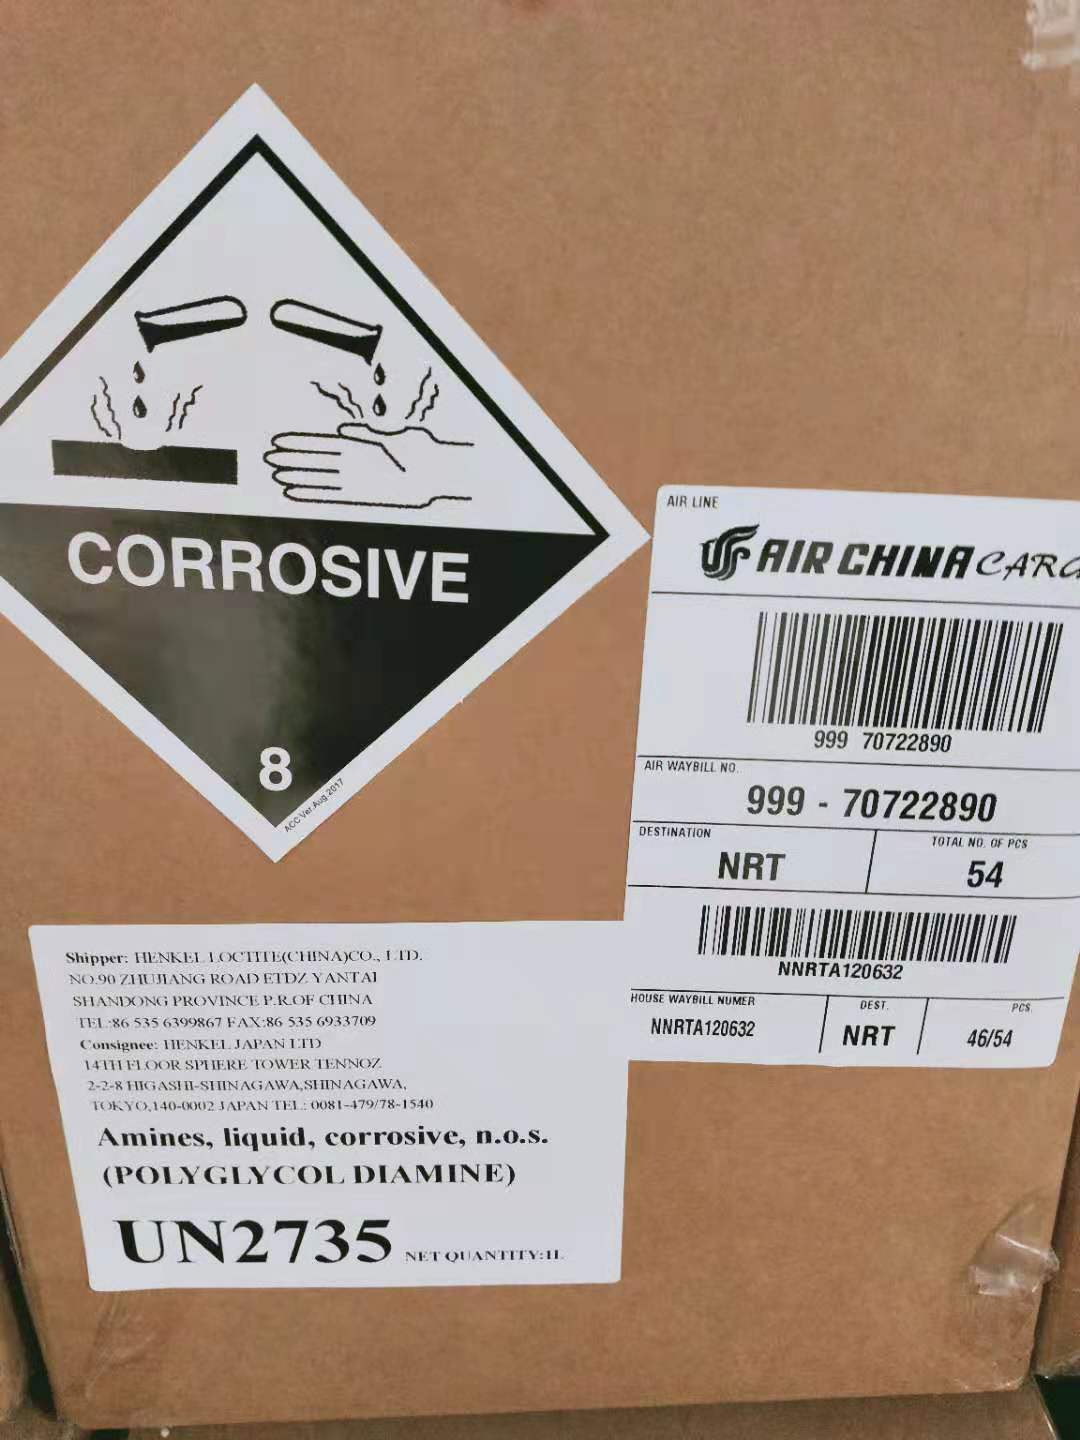 CORROSIVE
8
ACC Ver.Aug.2017
AIR LINE
AIR CHINA CARG
999 70722890
AIR WAYBILL NO.
999 - 70722890
DESTINATION
NRT
TOTAL NO. OF PCS
54
NNRTA120632
HOUSE WAYBILL NUMER
NNRTA120632
DEST.
NRT
PCS.
46/54
Shipper: HENKEL LOCTITE(CHINA)CO., LTD.
NO.90 ZHUJIANG ROAD ETDZ YANTAI
SHANDONG PROVINCE P.R.OF CHINA
TEL:86 535 6399867 FAX:86 535 6933709
Consignee: HENKEL JAPAN LTD
14TH FLOOR SPHERE TOWER TENNOZ
2-2-8 HIGASHI-SHINAGAWA,SHINAGAWA,
TOKYO,140-0002 JAPAN TEL: 0081-479/78-1540
Amines, liquid, corrosive, n.o.s.
(POLYGLYCOL DIAMINE)
UN2735 NET QUANTITY:1L